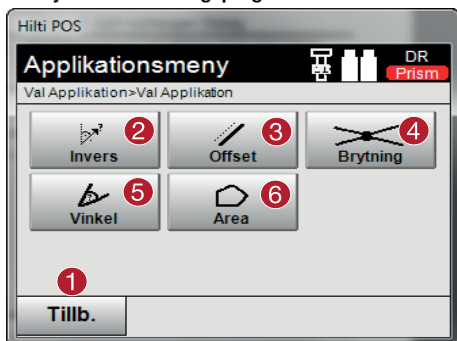 Hilti POS
Applikationsmeny
DR
Prism
Val Applikation>Val Applikation
2
Invers
3
Offset
4
Brytning
5
Vinkel
6
Area
1
Tillb.